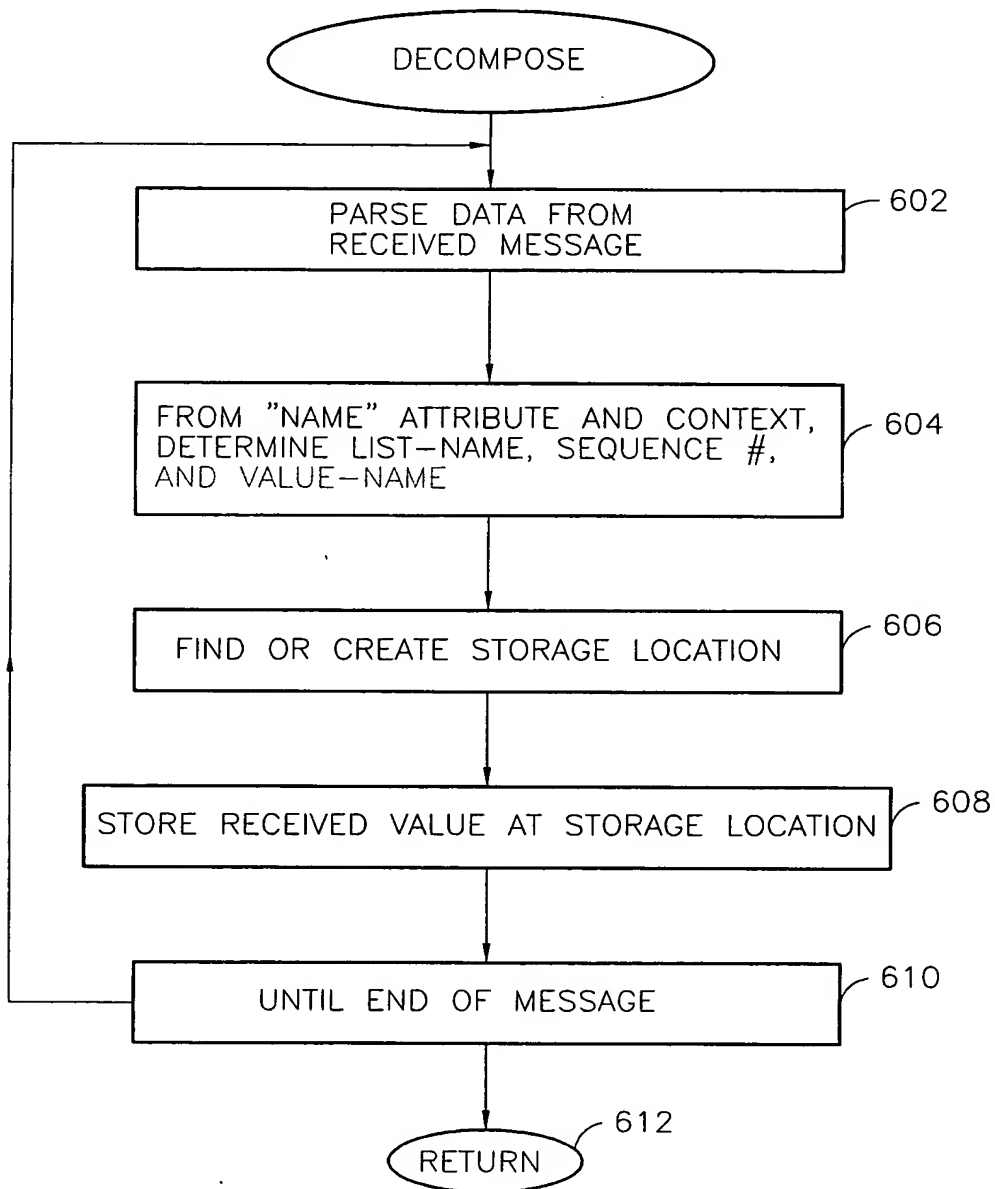 DECOMPOSE
PARSE DATA FROM
RECEIVED MESSAGE
602
FROM "NAME" ATTRIBUTE AND CONTEXT,
DETERMINE LIST-NAME, SEQUENCE #,
AND VALUE-NAME
604
FIND OR CREATE STORAGE LOCATION
606
STORE RECEIVED VALUE AT STORAGE LOCATION
608
UNTIL END OF MESSAGE
610
RETURN
612